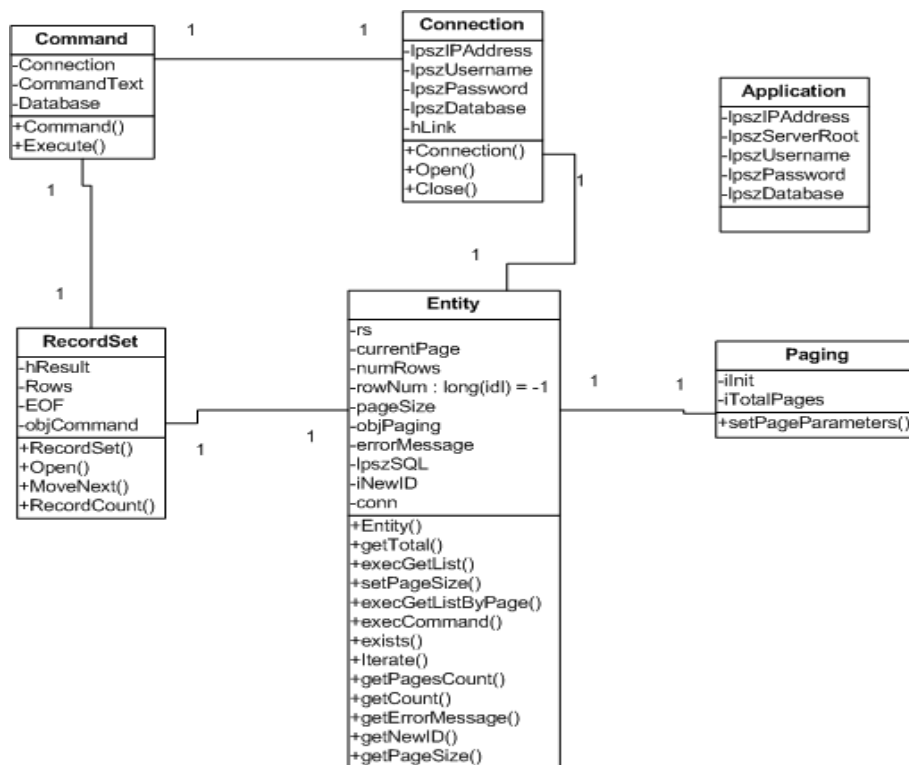 Command
-Connection
-CommandText
-Database
+Command()
+Execute()
1
1
Connection
-lpszIPAddress
-lpszUsername
-lpszPassword
-lpszDatabase
-hLink
+Connection()
+Open()
+Close()
Application
-lpszIPAddress
-lpszServerRoot
-lpszUsername
-lpszPassword
-lpszDatabase
1
1
1
1
RecordSet
-hResult
-Rows
-EOF
-objCommand
+RecordSet()
+Open()
+MoveNext()
+RecordCount()
1
1
Entity
-rs
-currentPage
-numRows
-rowNum : long(idl) = -1
-pageSize
-objPaging
-errorMessage
-lpszSQL
-iNewID
-conn
+Entity()
+getTotal()
+execGetList()
+setPageSize()
+execGetListByPage()
+execCommand()
+exists()
+Iterate()
+getPagesCount()
+getCount()
+getErrorMessage()
+getNewID()
+getPageSize()
1
1
Paging
-iInit
-iTotalPages
+setPageParameters()